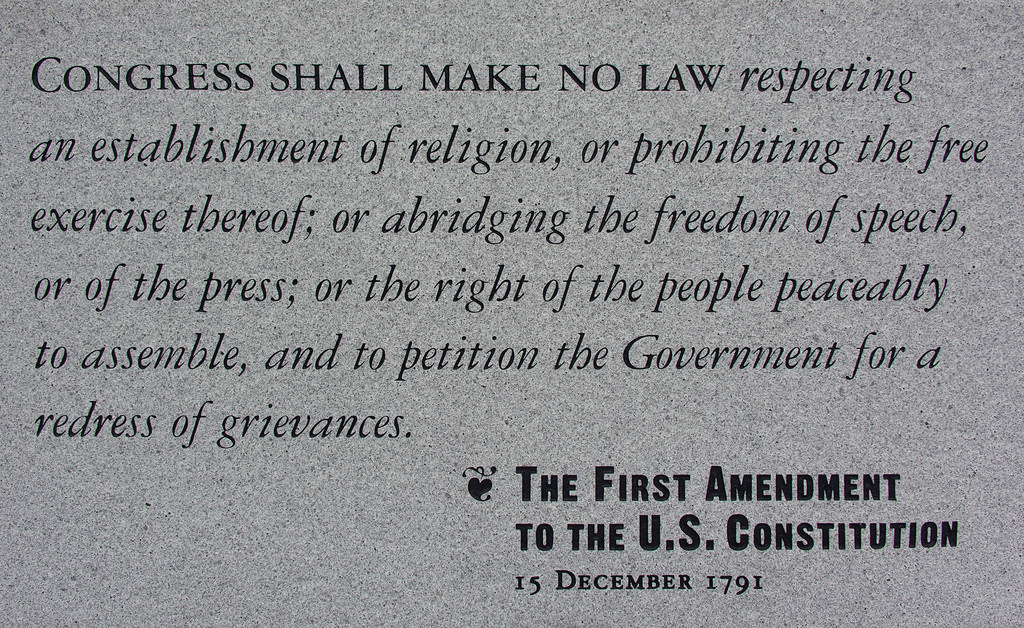 CONGRESS SHALL MAKE NO LAW respecting
an establishment of religion, or prohibiting the free
exercise thereof; or abridging the freedom of speech,
or of the press; or the right of the people peaceably
to assemble, and to petition the Government for a
redress of grievances.
❦ THE FIRST AMENDMENT
TO THE U.S. CONSTITUTION
15 DECEMBER 1791